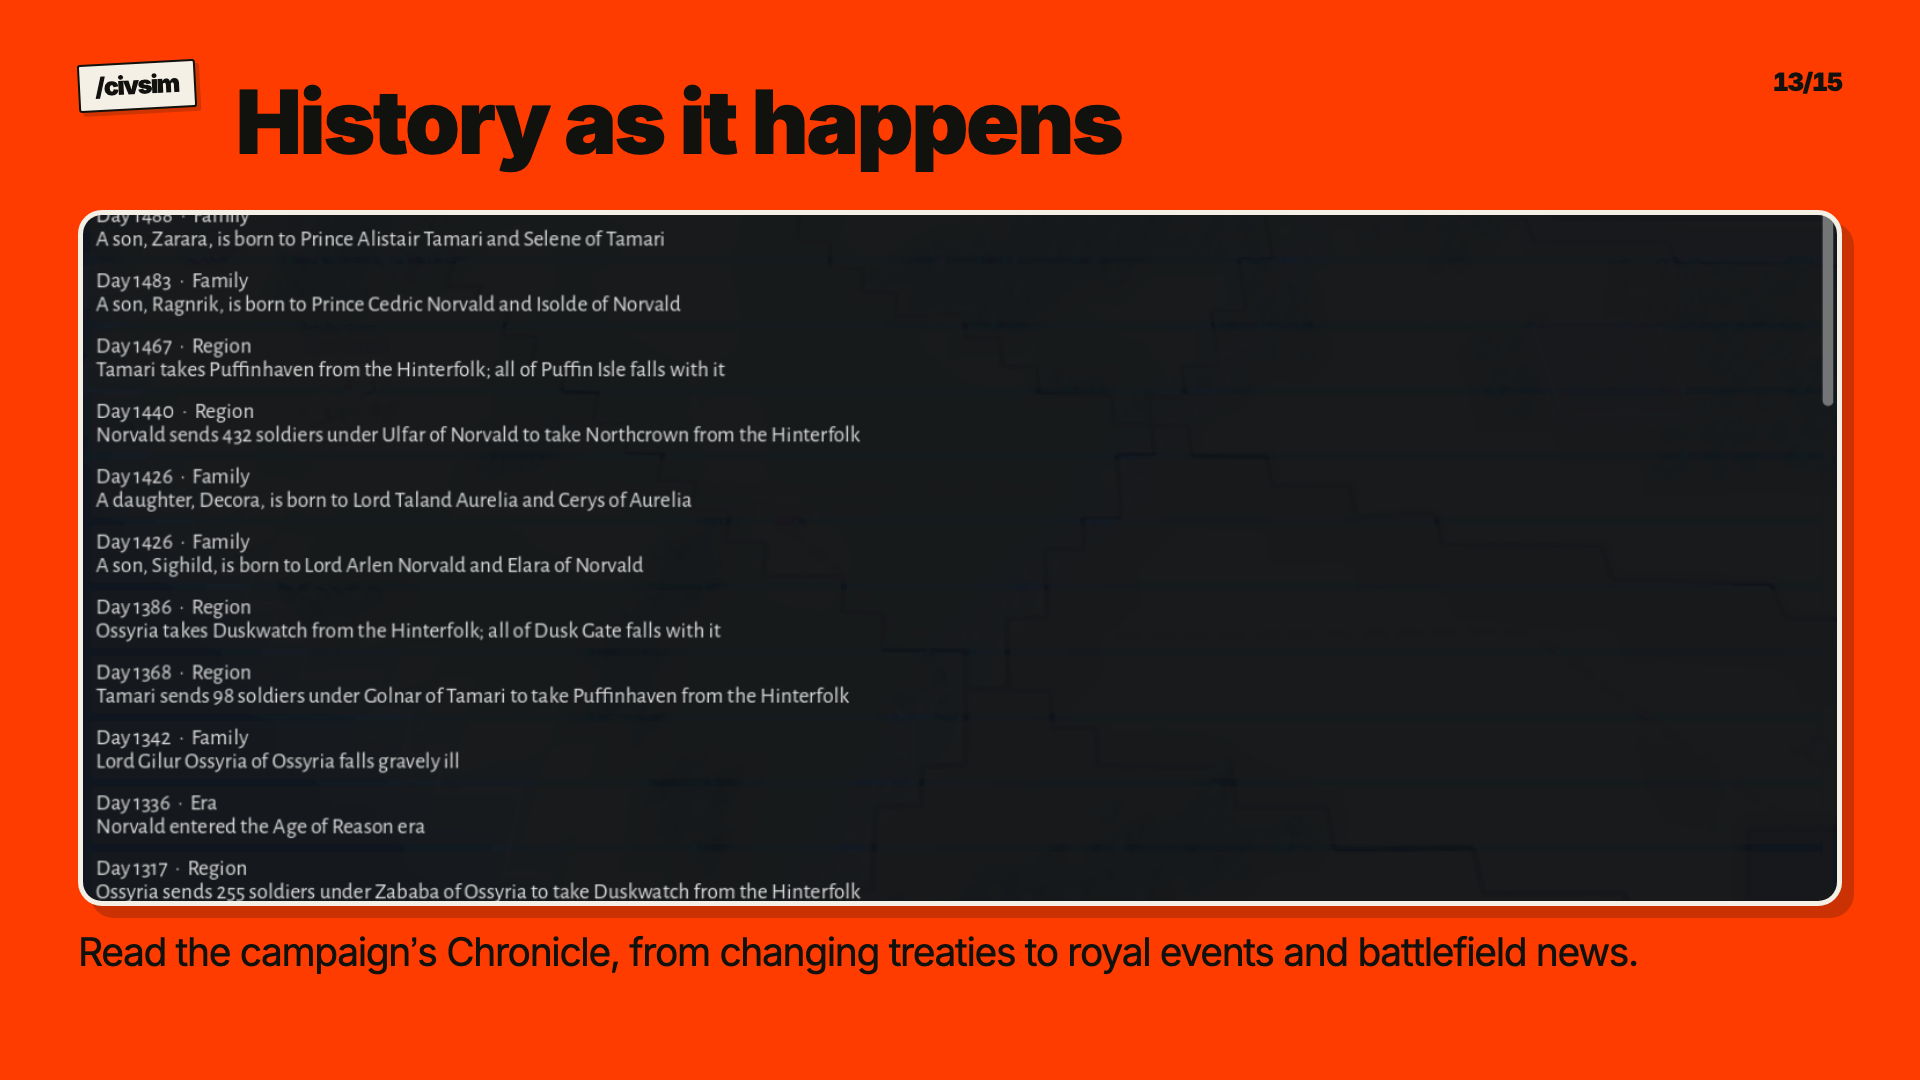 /civsim
History as it happens
13/15
Day 1488 · Family
A son, Zarara, is born to Prince Alistair Tamari and Selene of Tamari
Day 1483 · Family
A son, Ragnrik, is born to Prince Cedric Norvald and Isolde of Norvald
Day 1467 · Region
Tamari takes Puffinhaven from the Hinterfolk; all of Puffin Isle falls with it
Day 1440 · Region
Norvald sends 432 soldiers under Ulfar of Norvald to take Northcrown from the Hinterfolk
Day 1426 · Family
A daughter, Decora, is born to Lord Taland Aurelia and Cerys of Aurelia
Day 1426 · Family
A son, Sighild, is born to Lord Arlen Norvald and Elara of Norvald
Day 1386 · Region
Ossyria takes Duskwatch from the Hinterfolk; all of Dusk Gate falls with it
Day 1368 · Region
Tamari sends 98 soldiers under Golnar of Tamari to take Puffinhaven from the Hinterfolk
Day 1342 · Family
Lord Gilur Ossyria of Ossyria falls gravely ill
Day 1336 · Era
Norvald entered the Age of Reason era
Day 1317 · Region
Ossyria sends 255 soldiers under Zababa of Ossyria to take Duskwatch from the Hinterfolk
Read the campaign’s Chronicle, from changing treaties to royal events and battlefield news.